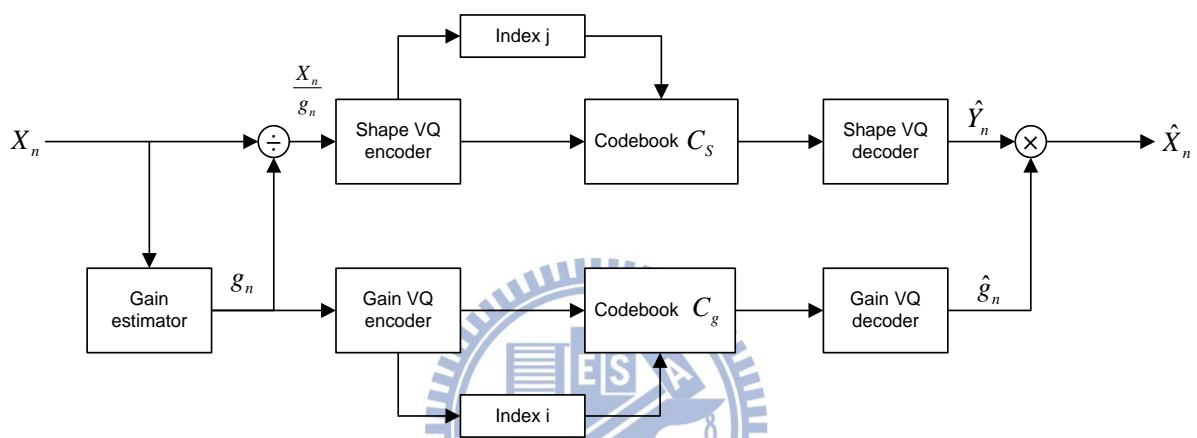 Index j
X_n
X_n / g_n
÷
Shape VQ
encoder
Codebook C_S
Shape VQ
decoder
Ŷ_n
×
X̂_n
Gain
estimator
g_n
Gain VQ
encoder
Codebook C_g
Gain VQ
decoder
ĝ_n
Index i
E S A